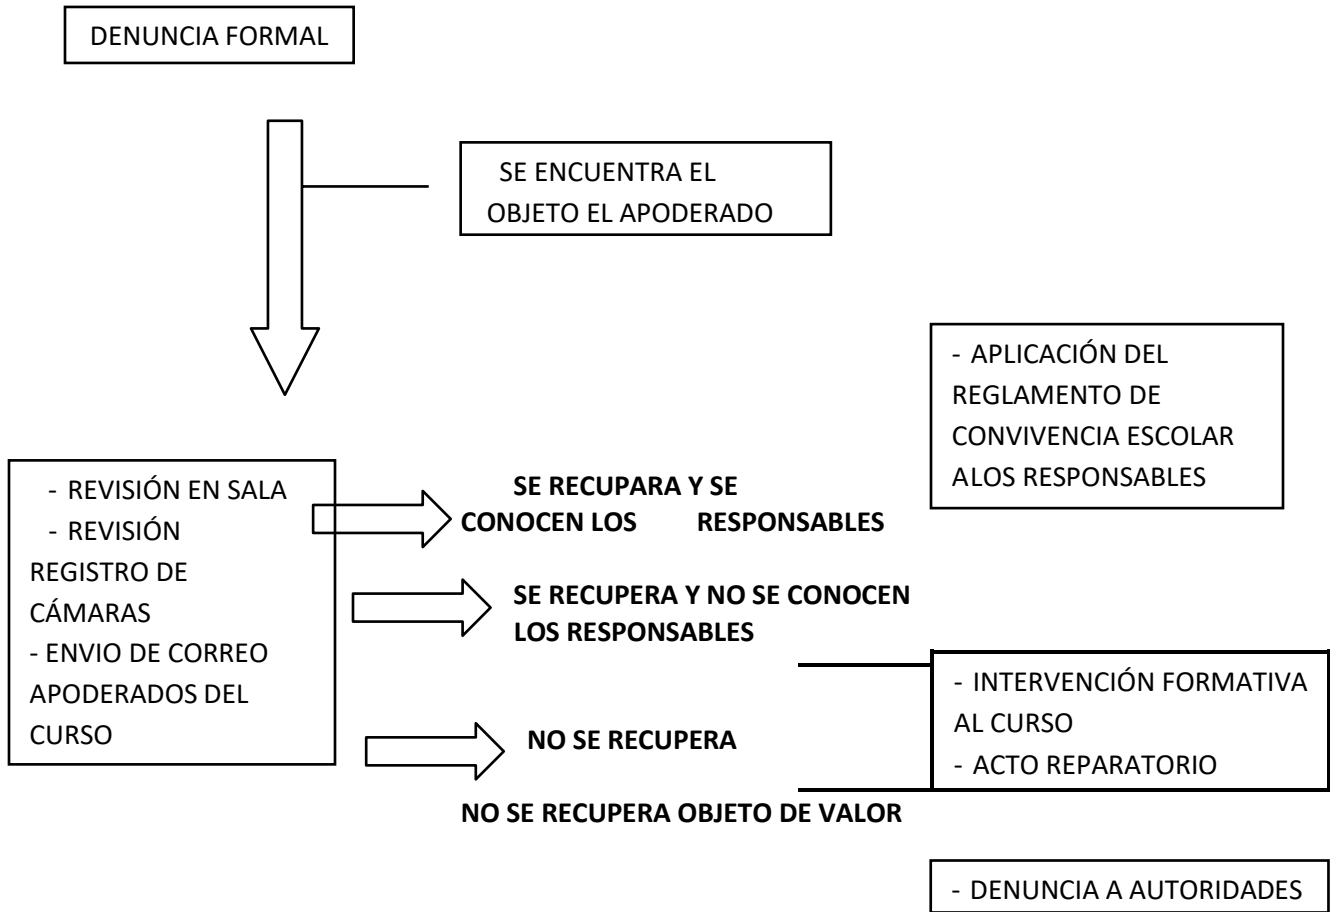 DENUNCIA FORMAL
SE ENCUENTRA EL
OBJETO EL APODERADO
- APLICACIÓN DEL
REGLAMENTO DE
CONVIVENCIA ESCOLAR
ALOS RESPONSABLES
- REVISIÓN EN SALA
- REVISIÓN
REGISTRO DE
CÁMARAS
- ENVIO DE CORREO
APODERADOS DEL
CURSO
SE RECUPARA Y SE
CONOCEN LOS RESPONSABLES
SE RECUPERA Y NO SE CONOCEN
LOS RESPONSABLES
NO SE RECUPERA
- INTERVENCIÓN FORMATIVA
AL CURSO
- ACTO REPARATORIO
NO SE RECUPERA OBJETO DE VALOR
- DENUNCIA A AUTORIDADES